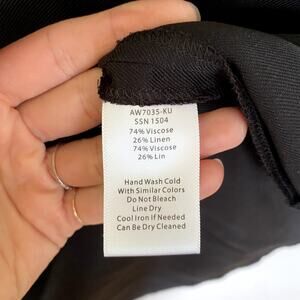 AW7035-KU
SSN 1504
74% Viscose
26% Linen
74% Viscose
26% Lin
Hand Wash Cold
With Similar Colors
Do Not Bleach
Line Dry
Cool Iron If Needed
Can Be Dry Cleaned